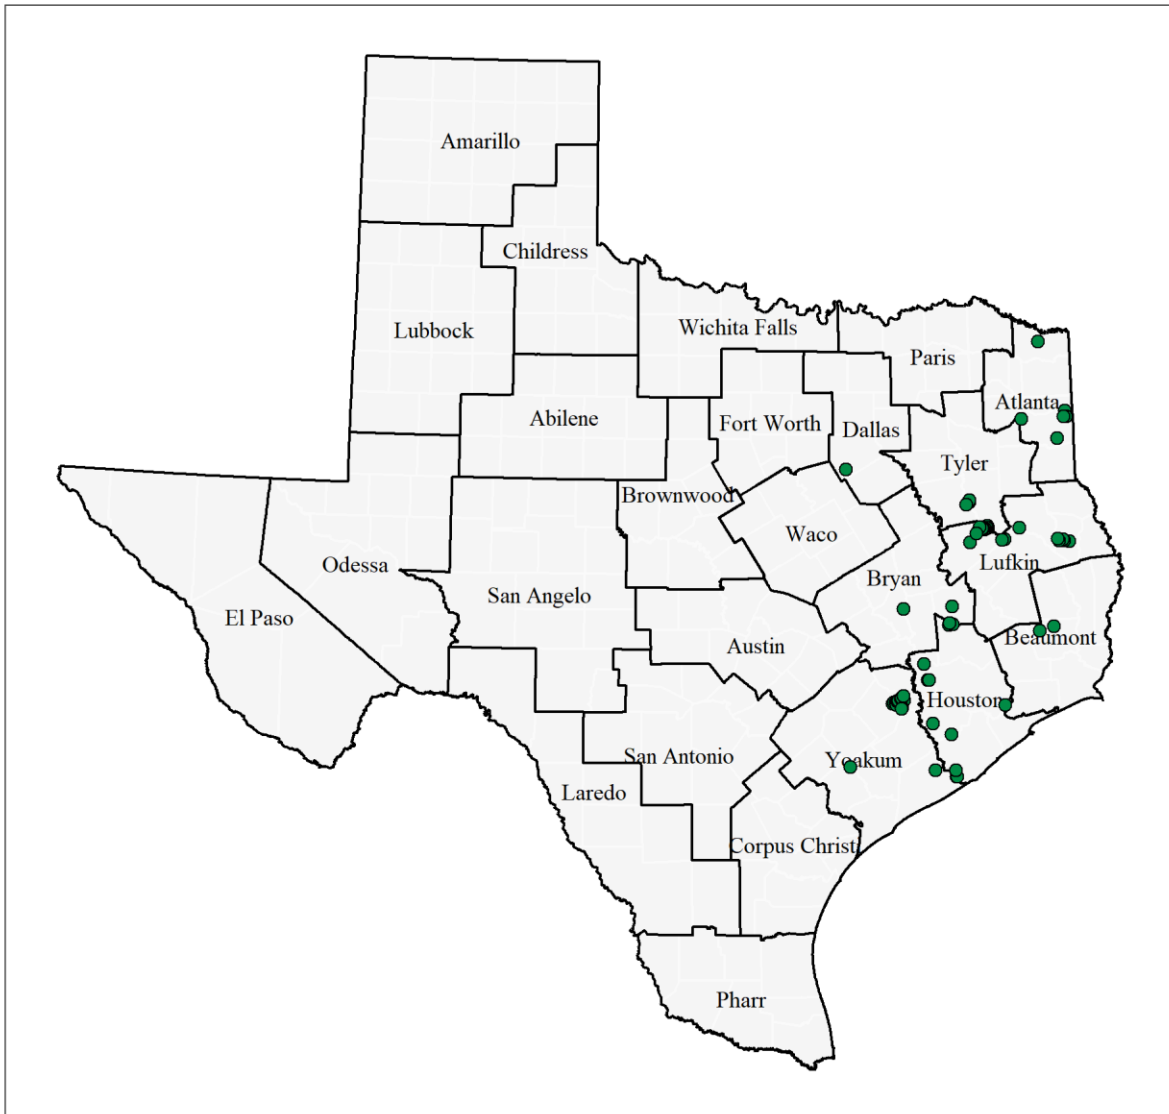 Amarillo
Childress
Lubbock
Wichita Falls
Paris
Atlanta
Abilene
Fort Worth
Dallas
Tyler
Brownwood
Waco
Odessa
San Angelo
Bryan
Lufkin
El Paso
Austin
Beaumont
Houston
San Antonio
Yoakum
Laredo
Corpus Christ
Pharr